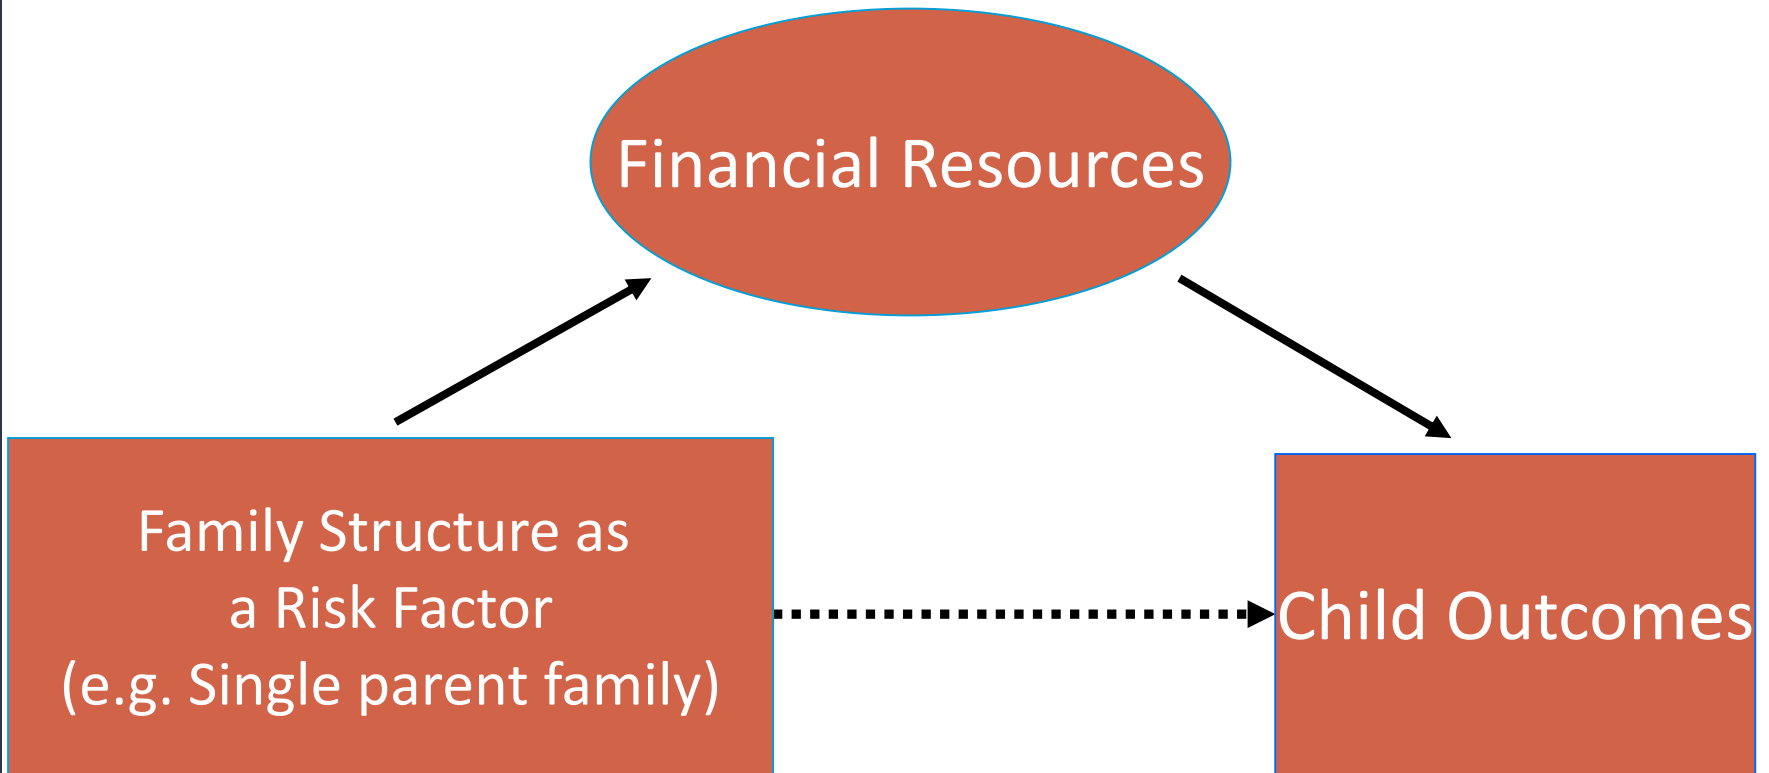 Financial Resources
Family Structure as
a Risk Factor
(e.g. Single parent family)
Child Outcomes